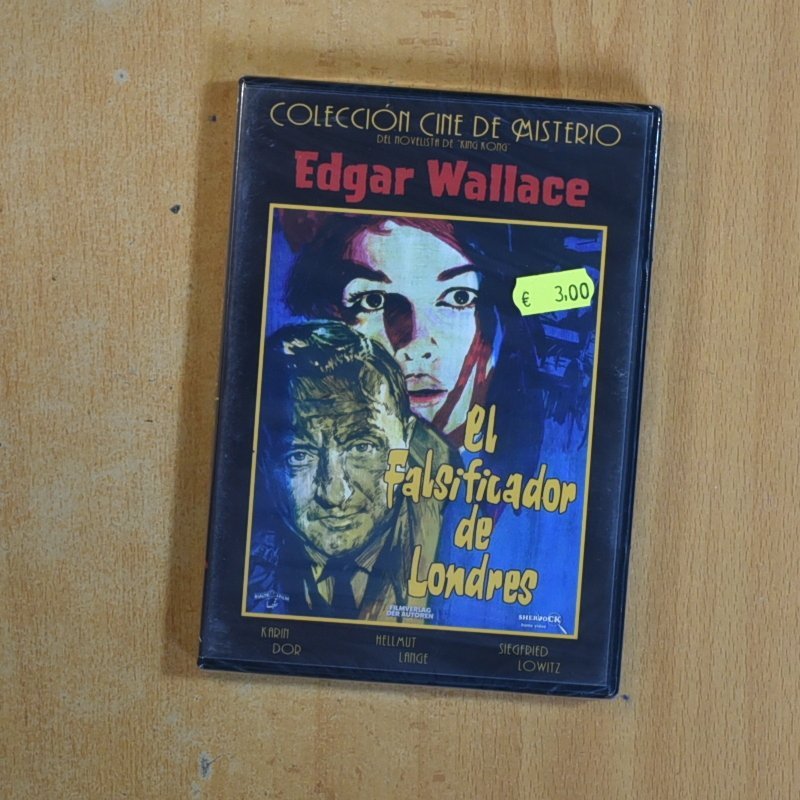 COLECCIÓN CINE DE MISTERIO
DEL NOVELISTA DE "KING KONG"
Edgar Wallace
€ 3,00
el
Falsificador
de
Londres
FILMVERLAG
DER AUTOREN
SHERLOCK
home video
KARIN
DOR
HELLMUT
LANGE
SIEGFRIED
LOWITZ